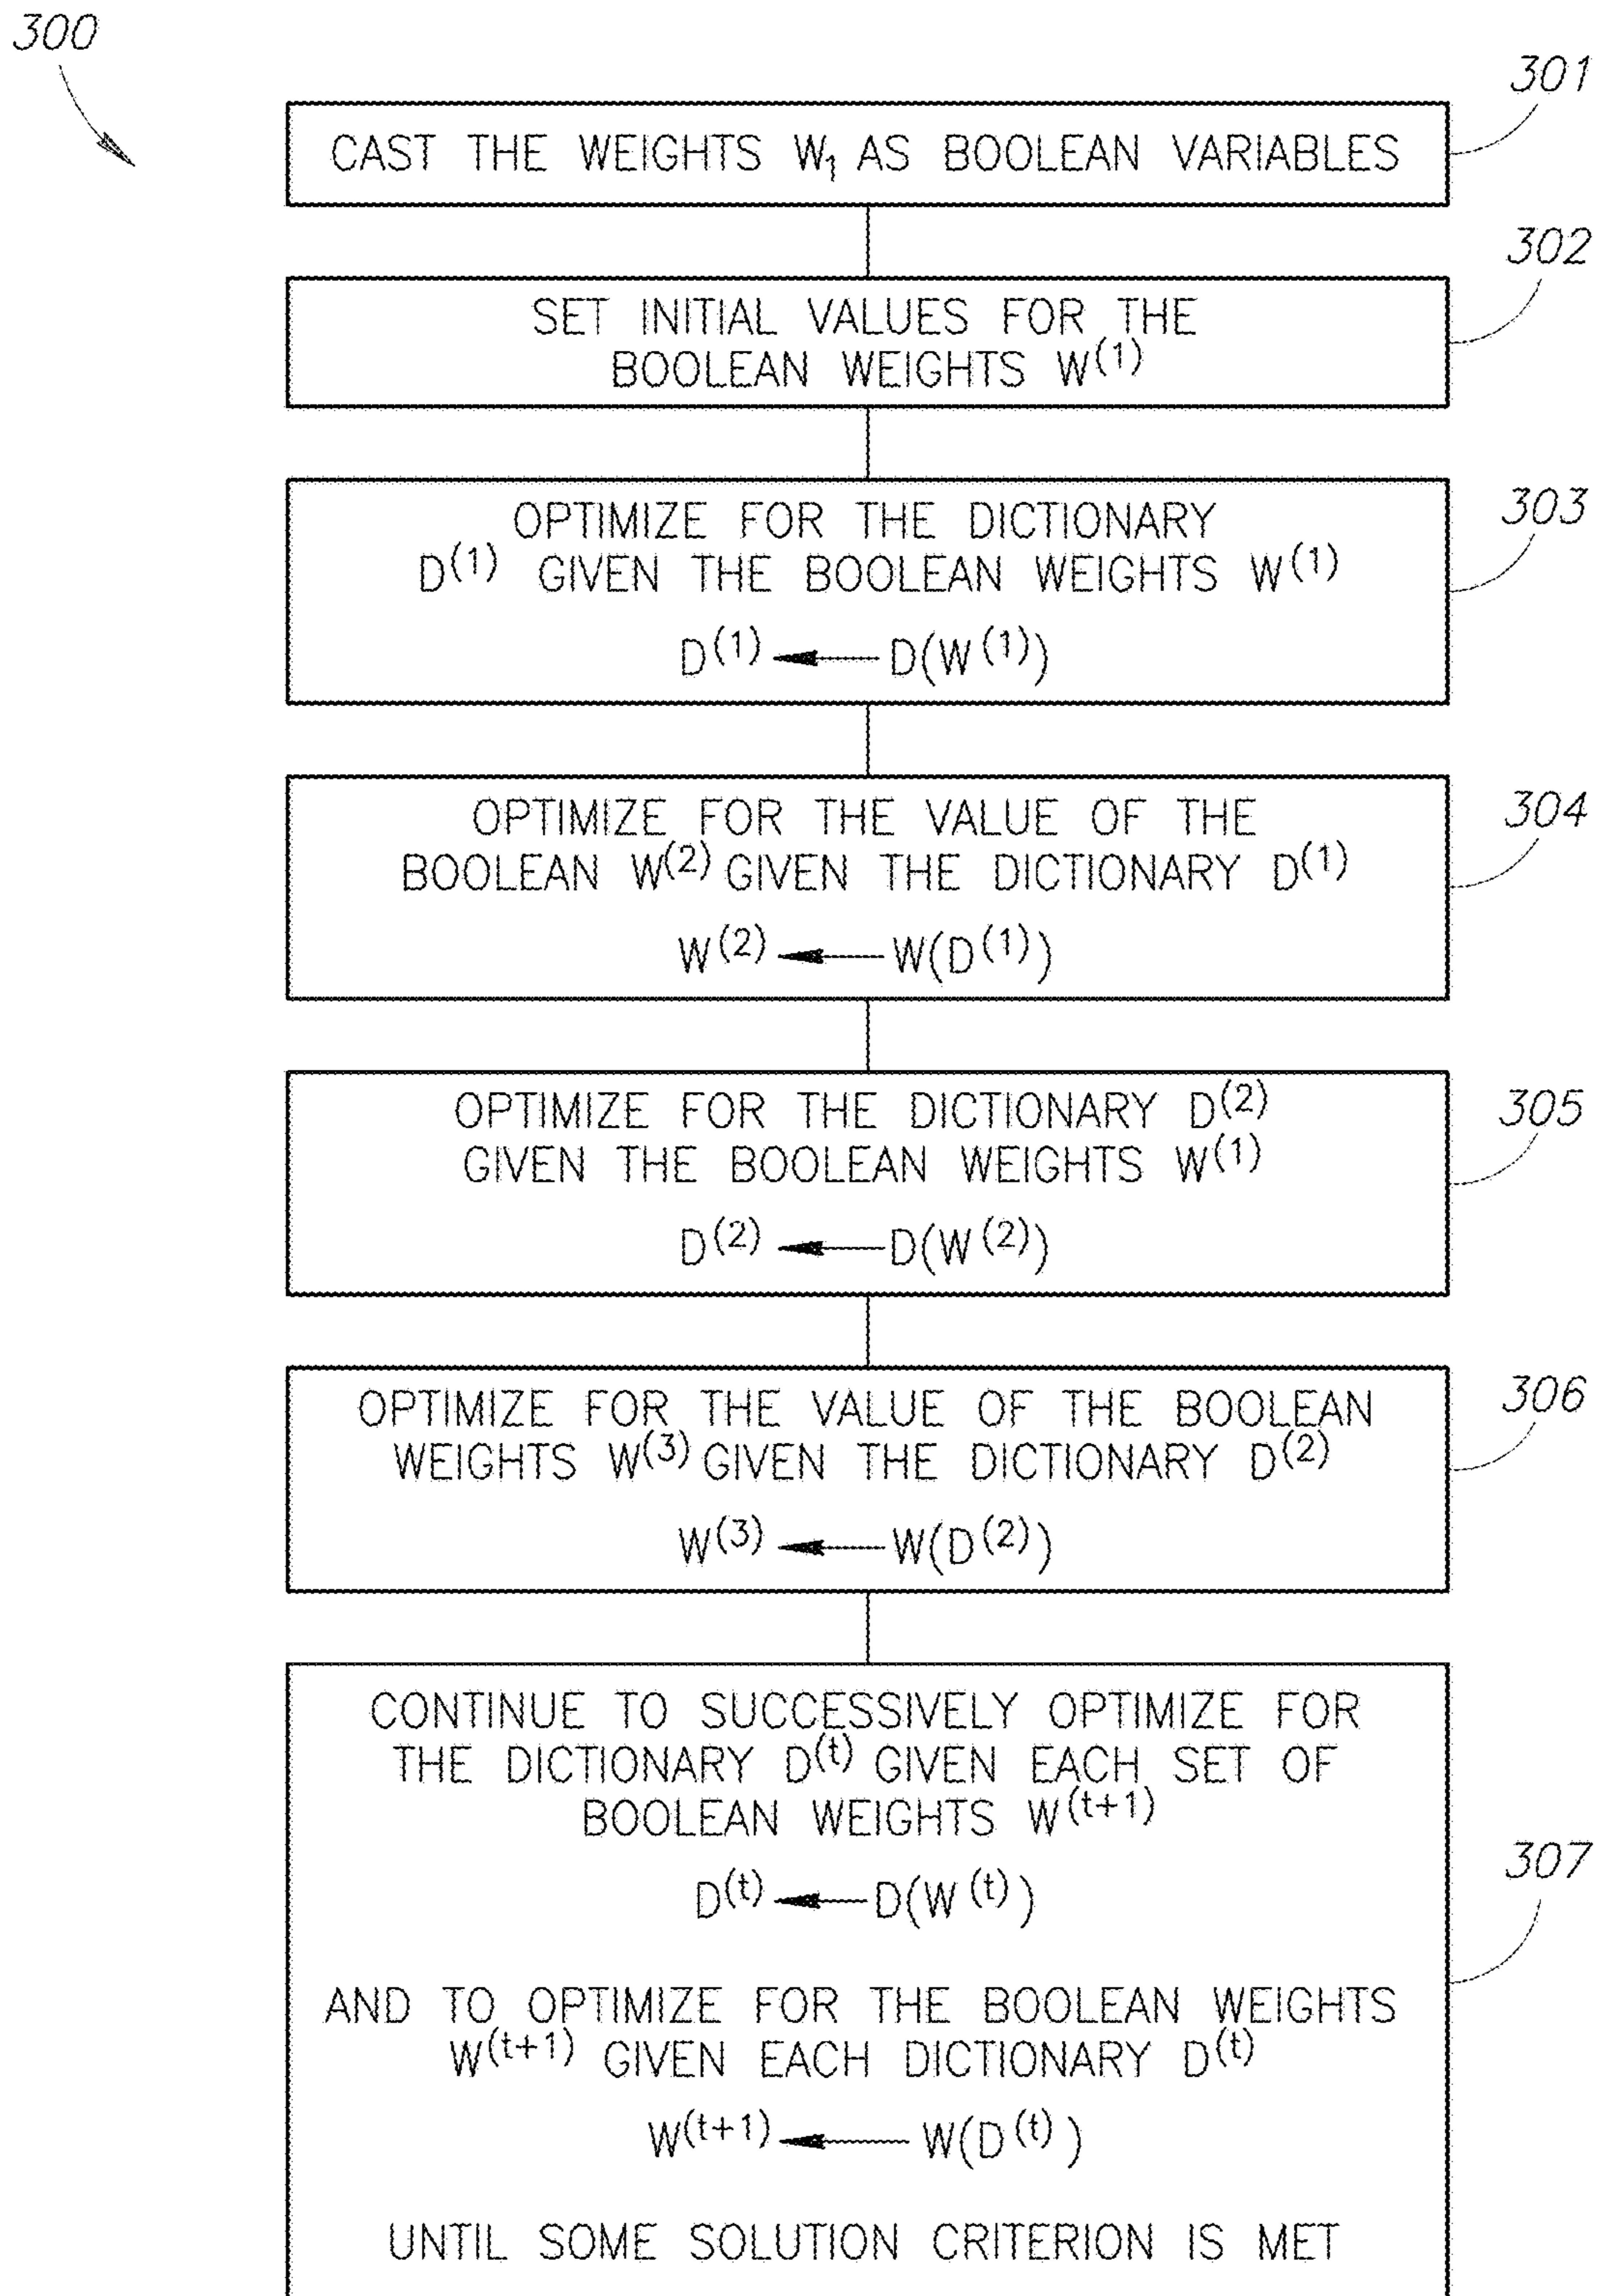 300
301
CAST THE WEIGHTS W₁ AS BOOLEAN VARIABLES
302
SET INITIAL VALUES FOR THE
BOOLEAN WEIGHTS W⁽¹⁾
303
OPTIMIZE FOR THE DICTIONARY
D⁽¹⁾ GIVEN THE BOOLEAN WEIGHTS W⁽¹⁾
D⁽¹⁾ ← D(W⁽¹⁾)
304
OPTIMIZE FOR THE VALUE OF THE
BOOLEAN W⁽²⁾ GIVEN THE DICTIONARY D⁽¹⁾
W⁽²⁾ ← W(D⁽¹⁾)
305
OPTIMIZE FOR THE DICTIONARY D⁽²⁾
GIVEN THE BOOLEAN WEIGHTS W⁽¹⁾
D⁽²⁾ ← D(W⁽²⁾)
306
OPTIMIZE FOR THE VALUE OF THE BOOLEAN
WEIGHTS W⁽³⁾ GIVEN THE DICTIONARY D⁽²⁾
W⁽³⁾ ← W(D⁽²⁾)
307
CONTINUE TO SUCCESSIVELY OPTIMIZE FOR
THE DICTIONARY D⁽ᵗ⁾ GIVEN EACH SET OF
BOOLEAN WEIGHTS W⁽ᵗ⁺¹⁾
D⁽ᵗ⁾ ← D(W⁽ᵗ⁾)
AND TO OPTIMIZE FOR THE BOOLEAN WEIGHTS
W⁽ᵗ⁺¹⁾ GIVEN EACH DICTIONARY D⁽ᵗ⁾
W⁽ᵗ⁺¹⁾ ← W(D⁽ᵗ⁾)
UNTIL SOME SOLUTION CRITERION IS MET